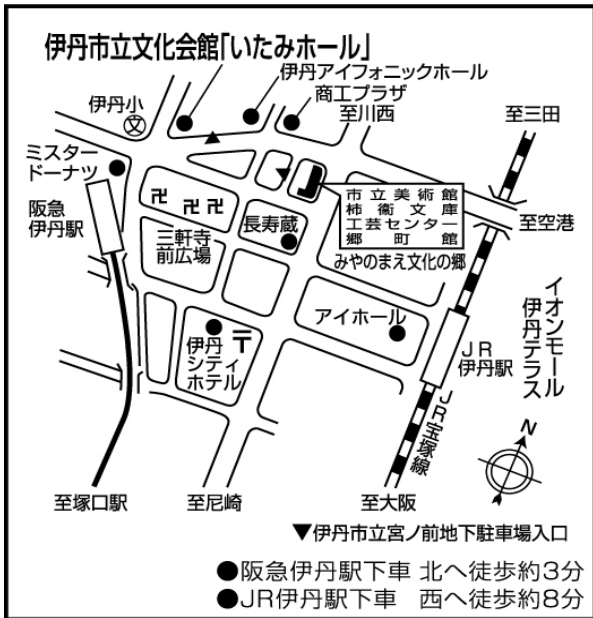 伊丹市立文化会館「いたみホール」
伊丹アイフォニックホール
商工プラザ
伊丹小
文
至川西
至三田
ミスター
ドーナツ
阪急
伊丹駅
卍 卍 卍
三軒寺
前広場
長寿蔵
市立美術館
柿衞文庫
工芸センター
郷町館
みやのまえ文化の郷
至空港
イオンモール
伊丹テラス
アイホール
伊丹
シティ
ホテル
〒
JR
伊丹駅
JR宝塚線
N
至塚口駅
至尼崎
至大阪
▼伊丹市立宮ノ前地下駐車場入口
●阪急伊丹駅下車 北へ徒歩約3分
●JR伊丹駅下車 西へ徒歩約8分